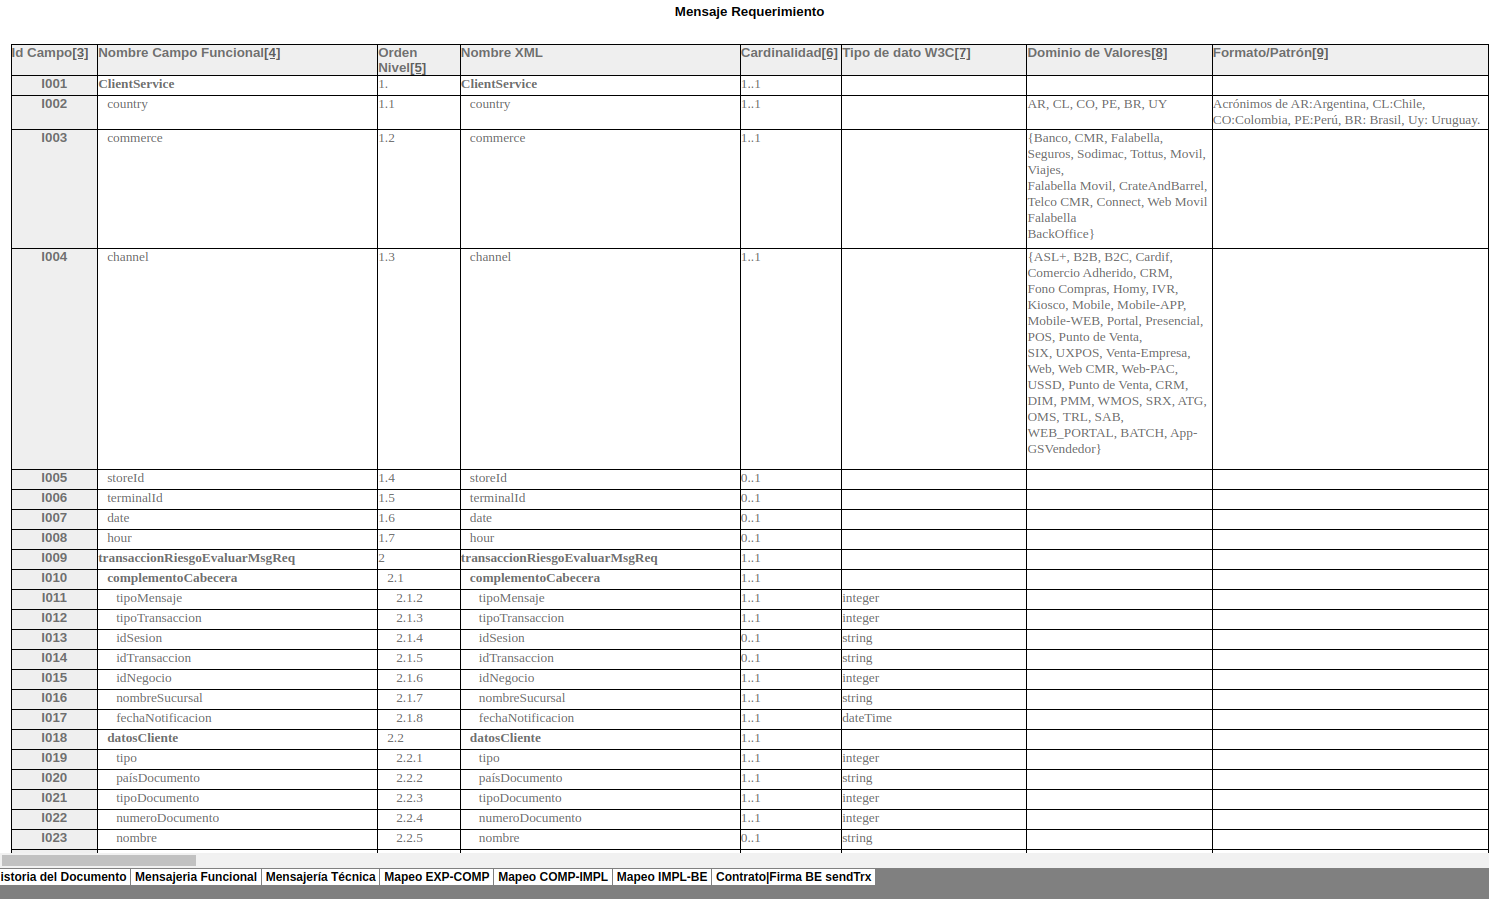 Mensaje Requerimiento
Id Campo[3] Nombre Campo Funcional[4] Orden Nivel[5] Nombre XML Cardinalidad[6] Tipo de dato W3C[7] Dominio de Valores[8] Formato/Patrón[9]
I001 ClientService 1. ClientService 1..1
I002 country 1.1 country 1..1 AR, CL, CO, PE, BR, UY Acrónimos de AR:Argentina, CL:Chile,
CO:Colombia, PE:Perú, BR: Brasil, Uy: Uruguay.
I003 commerce 1.2 commerce 1..1 {Banco, CMR, Falabella,
Seguros, Sodimac, Tottus, Movil,
Viajes,
Falabella Movil, CrateAndBarrel,
Telco CMR, Connect, Web Movil
Falabella
BackOffice}
I004 channel 1.3 channel 1..1 {ASL+, B2B, B2C, Cardif,
Comercio Adherido, CRM,
Fono Compras, Homy, IVR,
Kiosco, Mobile, Mobile-APP,
Mobile-WEB, Portal, Presencial,
POS, Punto de Venta,
SIX, UXPOS, Venta-Empresa,
Web, Web CMR, Web-PAC,
USSD, Punto de Venta, CRM,
DIM, PMM, WMOS, SRX, ATG,
OMS, TRL, SAB,
WEB_PORTAL, BATCH, App-
GSVendedor}
I005 storeId 1.4 storeId 0..1
I006 terminalId 1.5 terminalId 0..1
I007 date 1.6 date 0..1
I008 hour 1.7 hour 0..1
I009 transaccionRiesgoEvaluarMsgReq 2 transaccionRiesgoEvaluarMsgReq 1..1
I010 complementoCabecera 2.1 complementoCabecera 1..1
I011 tipoMensaje 2.1.2 tipoMensaje 1..1 integer
I012 tipoTransaccion 2.1.3 tipoTransaccion 1..1 integer
I013 idSesion 2.1.4 idSesion 0..1 string
I014 idTransaccion 2.1.5 idTransaccion 0..1 string
I015 idNegocio 2.1.6 idNegocio 1..1 integer
I016 nombreSucursal 2.1.7 nombreSucursal 1..1 string
I017 fechaNotificacion 2.1.8 fechaNotificacion 1..1 dateTime
I018 datosCliente 2.2 datosCliente 1..1
I019 tipo 2.2.1 tipo 1..1 integer
I020 paísDocumento 2.2.2 paísDocumento 1..1 string
I021 tipoDocumento 2.2.3 tipoDocumento 1..1 integer
I022 numeroDocumento 2.2.4 numeroDocumento 1..1 integer
I023 nombre 2.2.5 nombre 0..1 string
istoria del Documento Mensajeria Funcional Mensajería Técnica Mapeo EXP-COMP Mapeo COMP-IMPL Mapeo IMPL-BE Contrato|Firma BE sendTrx